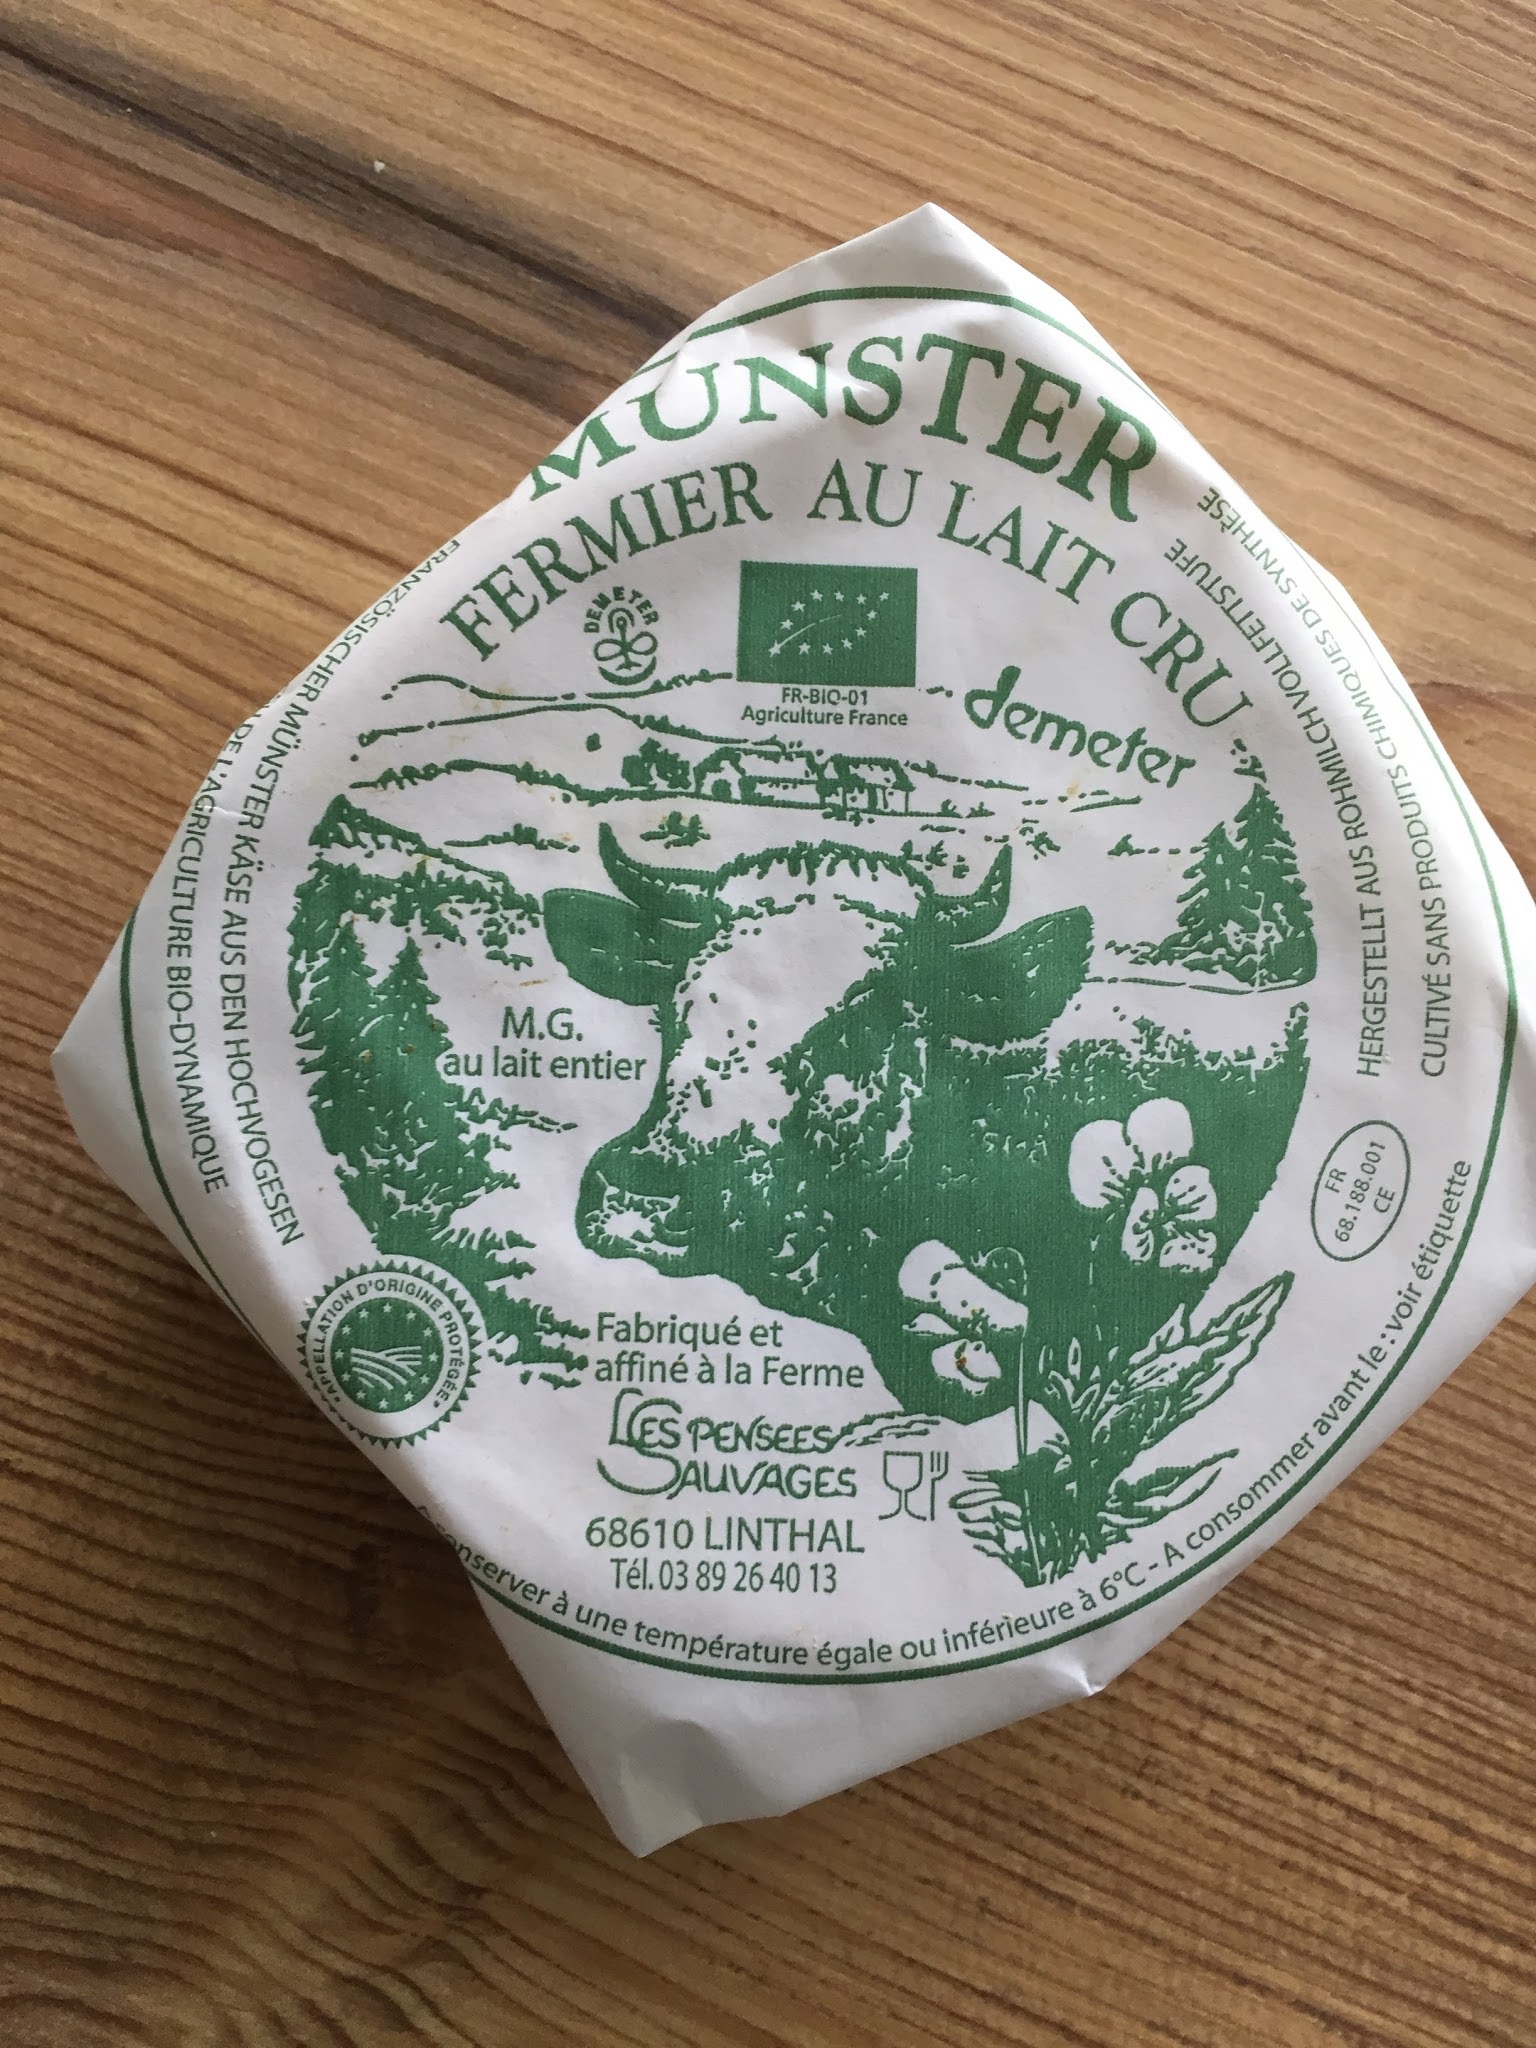 MUNSTER
FERMIER AU LAIT CRU
DEMETER
FR-BIO-01
Agriculture France
demeter
M.G.
au lait entier
Fabriqué et
affiné à la Ferme
LES PENSEES
SAUVAGES
68610 LINTHAL
Tél. 03 89 26 40 13
APPELLATION D'ORIGINE PROTÉGÉE
FR
68.188.001
CE
FRANZÖSISCHER MÜNSTER KÄSE AUS DEN HOCHVOGESEN
DE L'AGRICULTURE BIO-DYNAMIQUE
HERGESTELLT AUS ROHMILCH VOLLFETTSTUFE
CULTIVÉ SANS PRODUITS CHIMIQUES DE SYNTHÈSE
conserver à une température égale ou inférieure à 6°C - A consommer avant le : voir étiquette